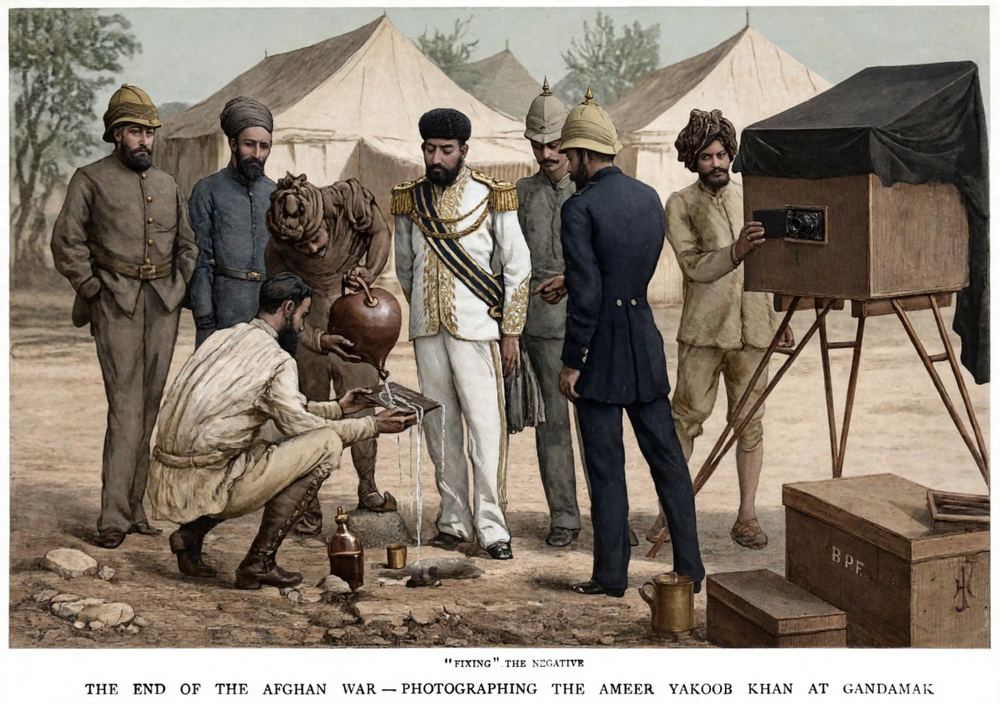 BPF
"FIXING" THE NEGATIVE
THE END OF THE AFGHAN WAR — PHOTOGRAPHING THE AMEER YAKOOB KHAN AT GANDAMAK